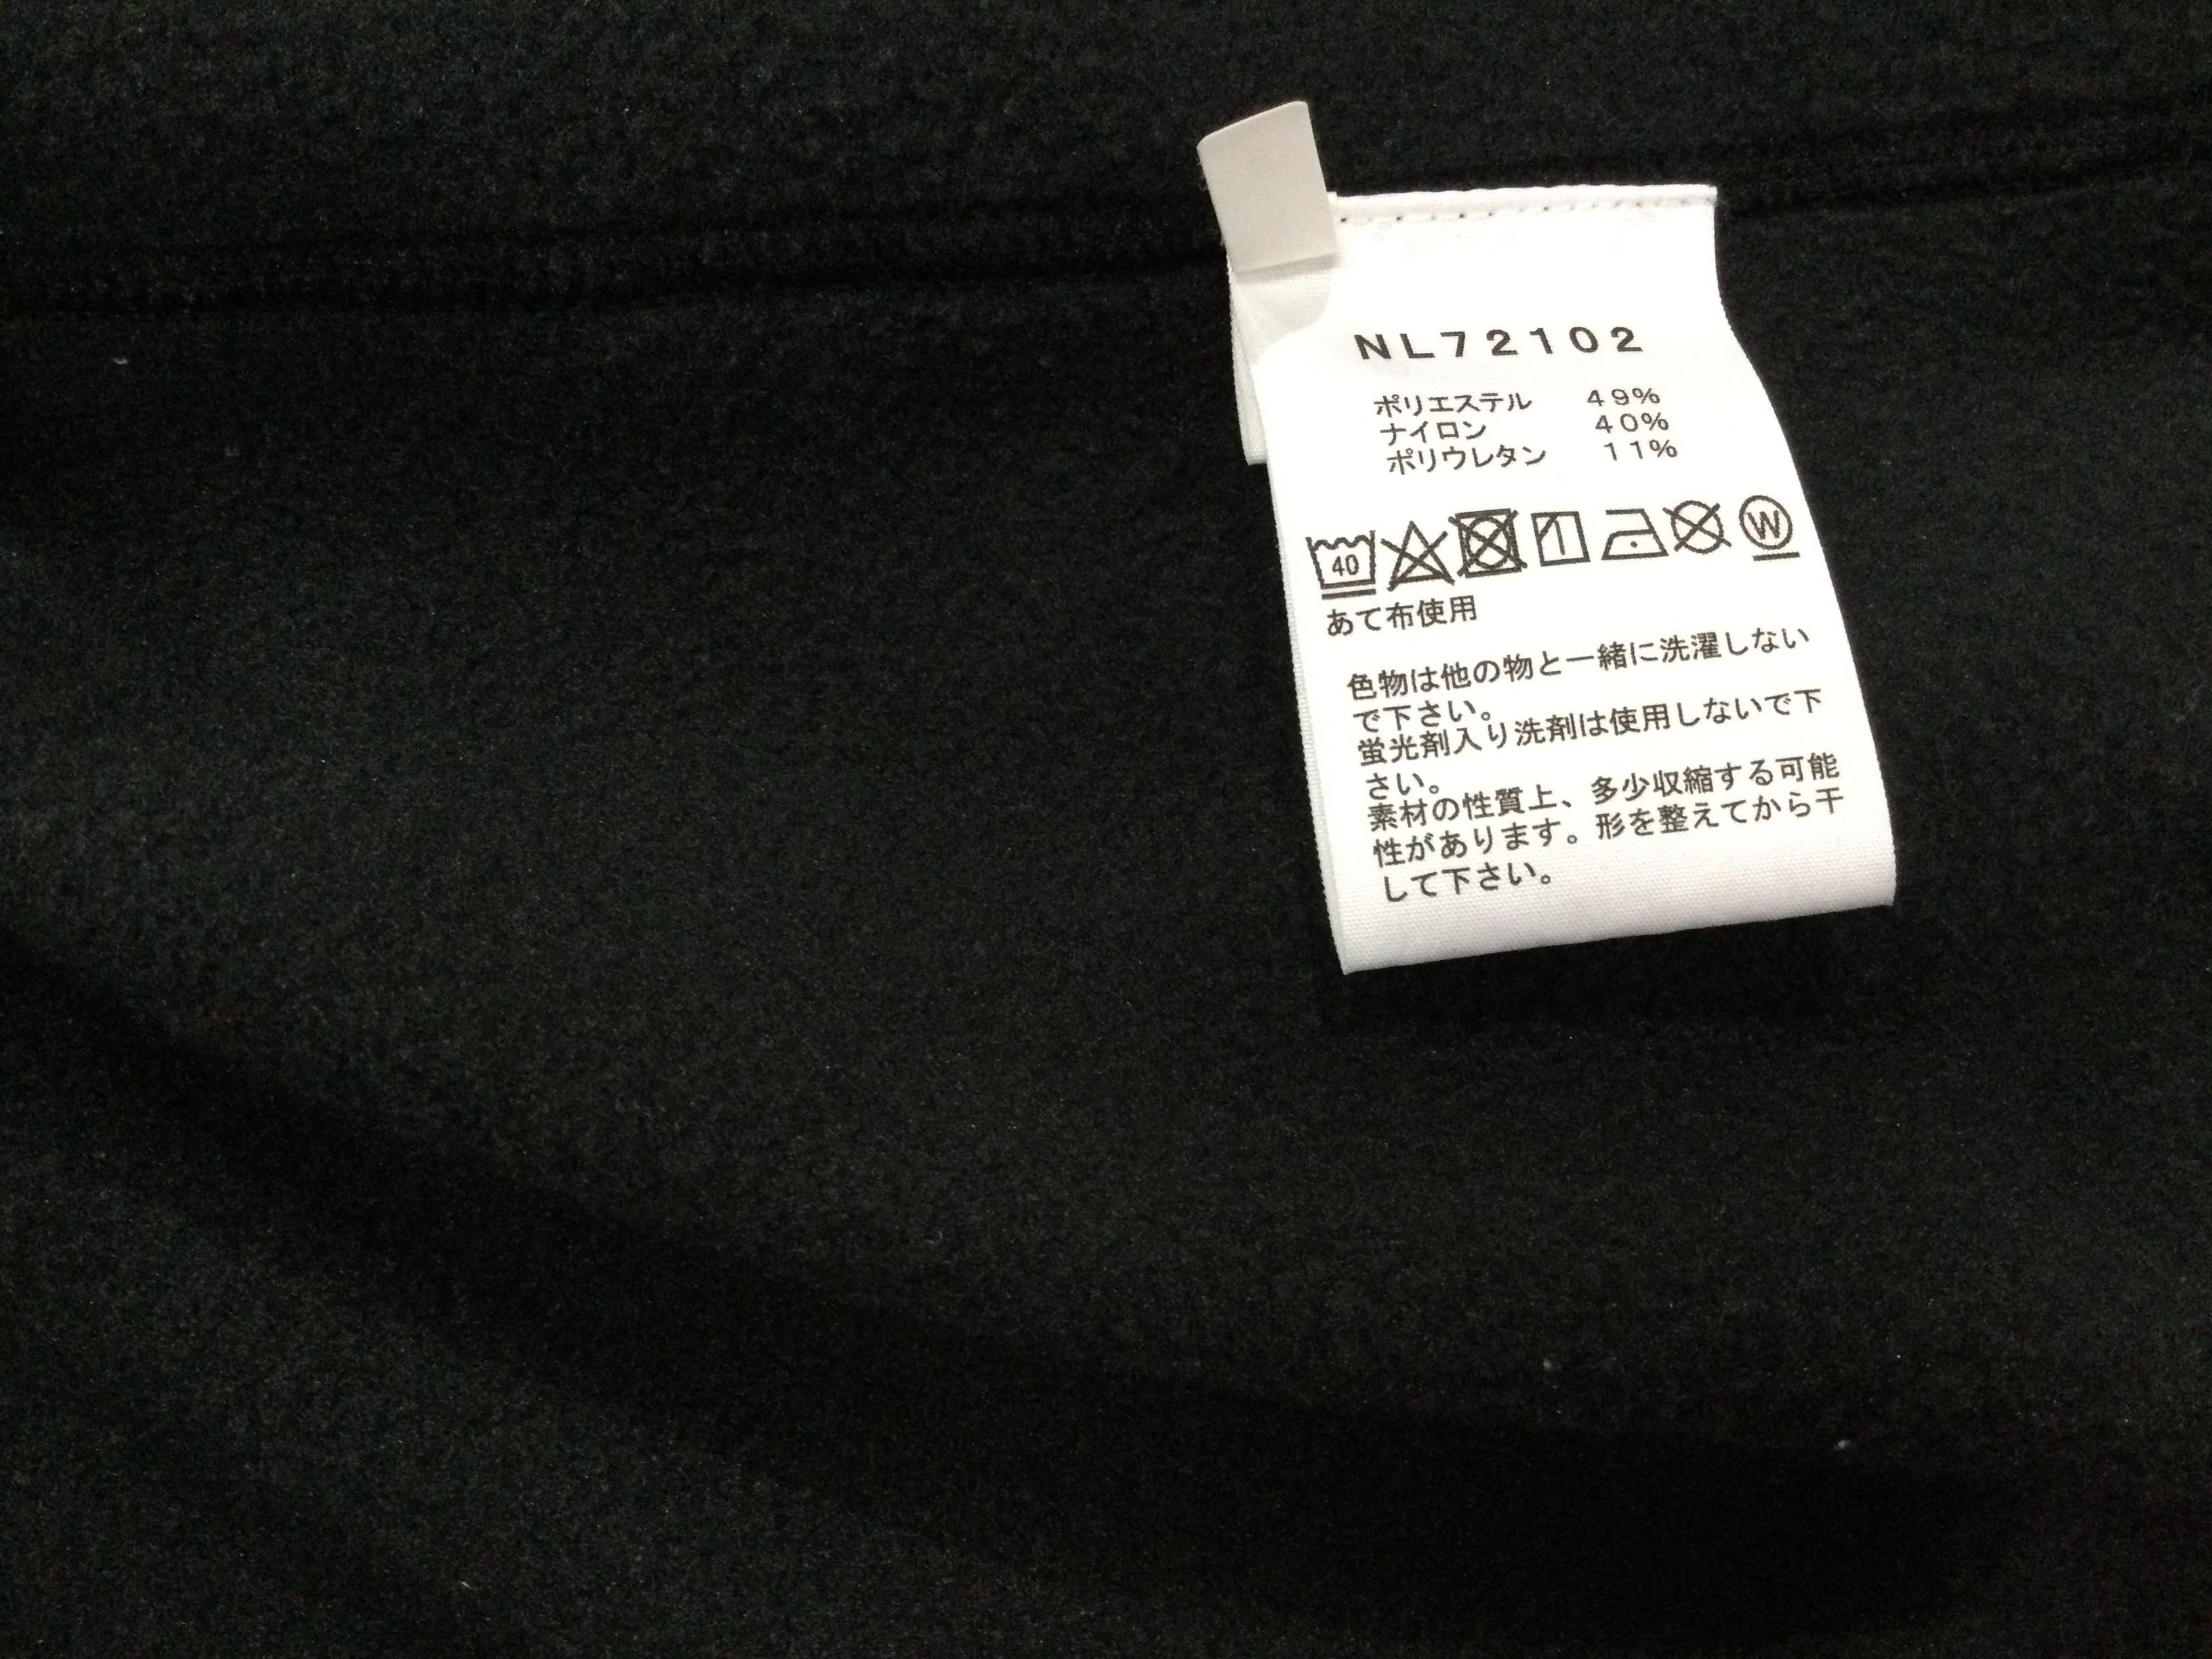 NL72102
ポリエステル 49%
ナイロン 40%
ポリウレタン 11%
40 W
あて布使用
色物は他の物と一緒に洗濯しない
で下さい。
蛍光剤入り洗剤は使用しないで下
さい。
素材の性質上、多少収縮する可能
性があります。形を整えてから干
して下さい。